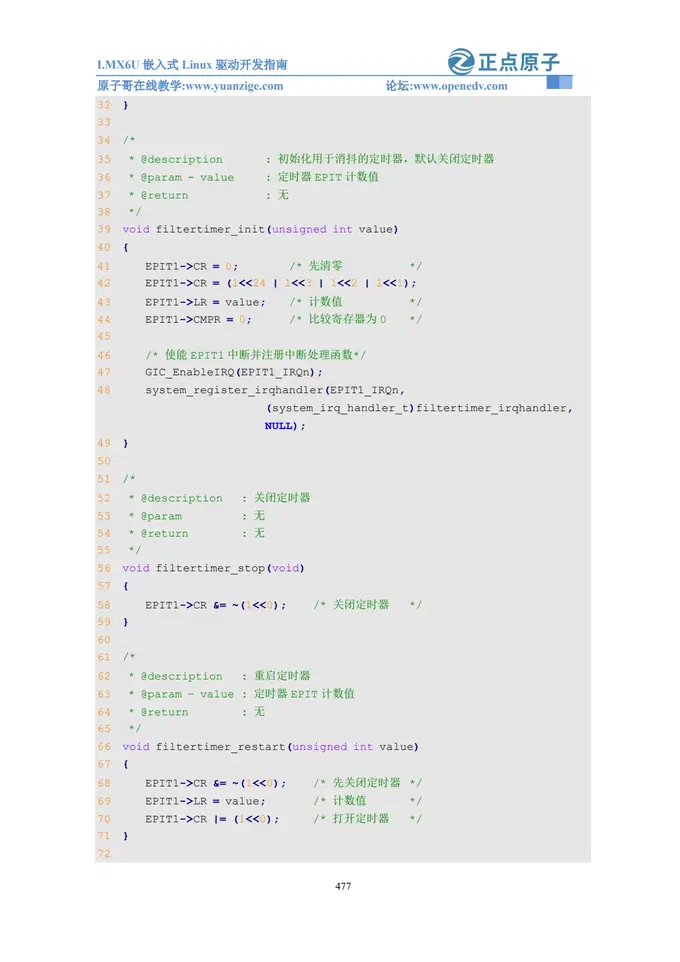 I.MX6U 嵌入式 Linux 驱动开发指南
正点原子
原子哥在线教学:www.yuanzige.com 论坛:www.openedv.com
32 }
33
34 /*
35 * @description : 初始化用于消抖的定时器，默认关闭定时器
36 * @param - value : 定时器 EPIT 计数值
37 * @return : 无
38 */
39 void filtertimer_init(unsigned int value)
40 {
41 EPIT1->CR = 0; /* 先清零 */
42 EPIT1->CR = (1<<24 | 1<<3 | 1<<2 | 1<<1);
43 EPIT1->LR = value; /* 计数值 */
44 EPIT1->CMPR = 0; /* 比较寄存器为 0 */
45
46 /* 使能 EPIT1 中断并注册中断处理函数*/
47 GIC_EnableIRQ(EPIT1_IRQn);
48 system_register_irqhandler(EPIT1_IRQn,
(system_irq_handler_t)filtertimer_irqhandler,
NULL);
49 }
50
51 /*
52 * @description : 关闭定时器
53 * @param : 无
54 * @return : 无
55 */
56 void filtertimer_stop(void)
57 {
58 EPIT1->CR &= ~(1<<0); /* 关闭定时器 */
59 }
60
61 /*
62 * @description : 重启定时器
63 * @param - value : 定时器 EPIT 计数值
64 * @return : 无
65 */
66 void filtertimer_restart(unsigned int value)
67 {
68 EPIT1->CR &= ~(1<<0); /* 先关闭定时器 */
69 EPIT1->LR = value; /* 计数值 */
70 EPIT1->CR |= (1<<0); /* 打开定时器 */
71 }
72
477